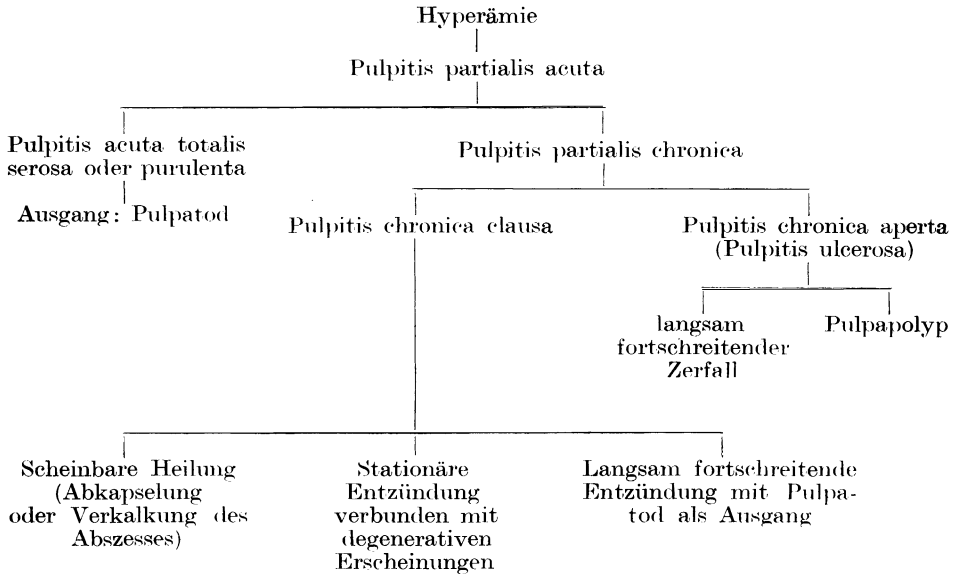 Hyperämie
Pulpitis partialis acuta
Pulpitis acuta totalis
serosa oder purulenta
Pulpitis partialis chronica
Ausgang: Pulpatod
Pulpitis chronica clausa
Pulpitis chronica aperta
(Pulpitis ulcerosa)
langsam
fortschreitender
Zerfall
Pulpapolyp
Scheinbare Heilung
(Abkapselung
oder Verkalkung des
Abszesses)
Stationäre
Entzündung
verbunden mit
degenerativen
Erscheinungen
Langsam fortschreitende
Entzündung mit Pulpa-
tod als Ausgang